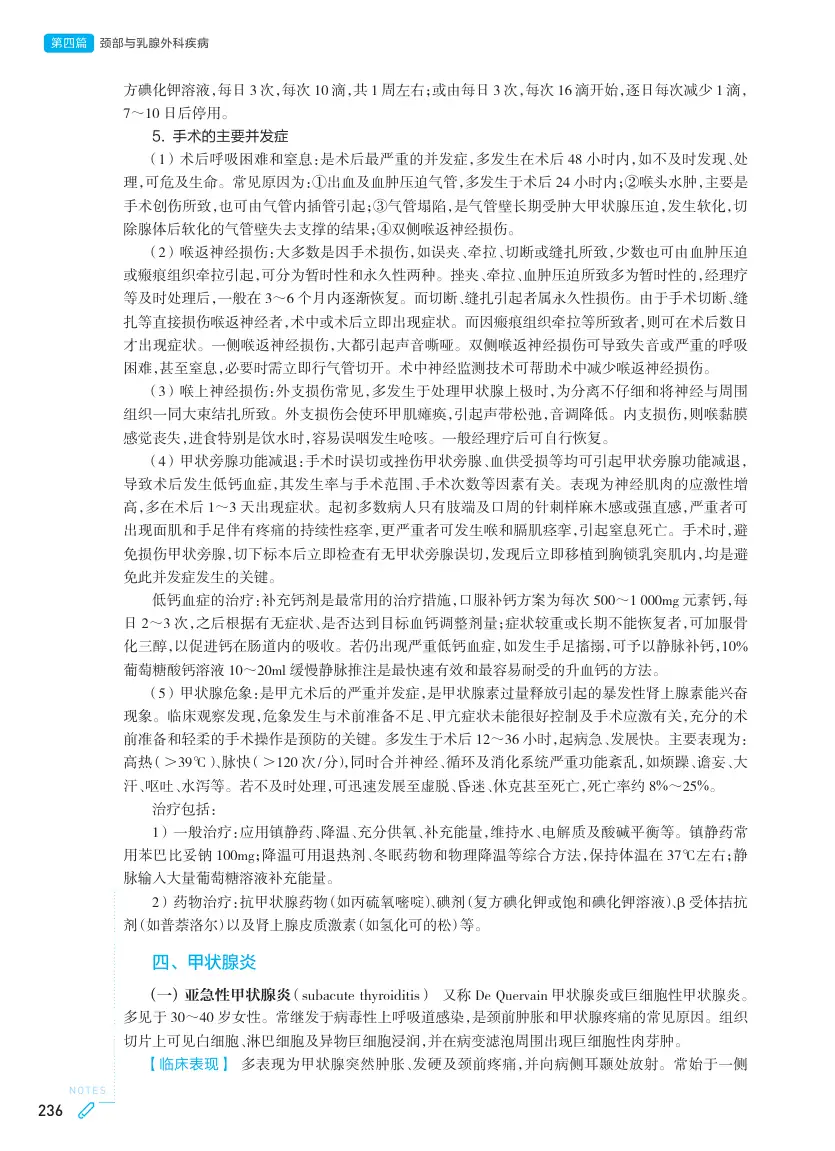 第四篇 颈部与乳腺外科疾病
方碘化钾溶液，每日 3 次，每次 10 滴，共 1 周左右；或由每日 3 次，每次 16 滴开始，逐日每次减少 1 滴，
7～10 日后停用。
5. 手术的主要并发症
（1）术后呼吸困难和窒息：是术后最严重的并发症，多发生在术后 48 小时内，如不及时发现、处
理，可危及生命。常见原因为：①出血及血肿压迫气管，多发生于术后 24 小时内；②喉头水肿，主要是
手术创伤所致，也可由气管内插管引起；③气管塌陷，是气管壁长期受肿大甲状腺压迫，发生软化，切
除腺体后软化的气管壁失去支撑的结果；④双侧喉返神经损伤。
（2）喉返神经损伤：大多数是因手术损伤，如误夹、牵拉、切断或缝扎所致，少数也可由血肿压迫
或瘢痕组织牵拉引起，可分为暂时性和永久性两种。挫夹、牵拉、血肿压迫所致多为暂时性的，经理疗
等及时处理后，一般在 3～6 个月内逐渐恢复。而切断、缝扎引起者属永久性损伤。由于手术切断、缝
扎等直接损伤喉返神经者，术中或术后立即出现症状。而因瘢痕组织牵拉等所致者，则可在术后数日
才出现症状。一侧喉返神经损伤，大都引起声音嘶哑。双侧喉返神经损伤可导致失音或严重的呼吸
困难，甚至窒息，必要时需立即行气管切开。术中神经监测技术可帮助术中减少喉返神经损伤。
（3）喉上神经损伤：外支损伤常见，多发生于处理甲状腺上极时，为分离不仔细和将神经与周围
组织一同大束结扎所致。外支损伤会使环甲肌瘫痪，引起声带松弛，音调降低。内支损伤，则喉黏膜
感觉丧失，进食特别是饮水时，容易误咽发生呛咳。一般经理疗后可自行恢复。
（4）甲状旁腺功能减退：手术时误切或挫伤甲状旁腺、血供受损等均可引起甲状旁腺功能减退，
导致术后发生低钙血症，其发生率与手术范围、手术次数等因素有关。表现为神经肌肉的应激性增
高，多在术后 1～3 天出现症状。起初多数病人只有肢端及口周的针刺样麻木感或强直感，严重者可
出现面肌和手足伴有疼痛的持续性痉挛，更严重者可发生喉和膈肌痉挛，引起窒息死亡。手术时，避
免损伤甲状旁腺，切下标本后立即检查有无甲状旁腺误切，发现后立即移植到胸锁乳突肌内，均是避
免此并发症发生的关键。
低钙血症的治疗：补充钙剂是最常用的治疗措施，口服补钙方案为每次 500～1 000mg 元素钙，每
日 2～3 次，之后根据有无症状、是否达到目标血钙调整剂量；症状较重或长期不能恢复者，可加服骨
化三醇，以促进钙在肠道内的吸收。若仍出现严重低钙血症，如发生手足搐搦，可予以静脉补钙，10%
葡萄糖酸钙溶液 10～20ml 缓慢静脉推注是最快速有效和最容易耐受的升血钙的方法。
（5）甲状腺危象：是甲亢术后的严重并发症，是甲状腺素过量释放引起的暴发性肾上腺素能兴奋
现象。临床观察发现，危象发生与术前准备不足、甲亢症状未能很好控制及手术应激有关，充分的术
前准备和轻柔的手术操作是预防的关键。多发生于术后 12～36 小时，起病急、发展快。主要表现为：
高热（>39℃）、脉快（>120 次/分），同时合并神经、循环及消化系统严重功能紊乱，如烦躁、谵妄、大
汗、呕吐、水泻等。若不及时处理，可迅速发展至虚脱、昏迷、休克甚至死亡，死亡率约 8%～25%。
治疗包括：
1）一般治疗：应用镇静药、降温、充分供氧、补充能量，维持水、电解质及酸碱平衡等。镇静药常
用苯巴比妥钠 100mg；降温可用退热剂、冬眠药物和物理降温等综合方法，保持体温在 37℃左右；静
脉输入大量葡萄糖溶液补充能量。
2）药物治疗：抗甲状腺药物（如丙硫氧嘧啶）、碘剂（复方碘化钾或饱和碘化钾溶液）、β 受体拮抗
剂（如普萘洛尔）以及肾上腺皮质激素（如氢化可的松）等。
四、甲状腺炎
（一）亚急性甲状腺炎（subacute thyroiditis） 又称 De Quervain 甲状腺炎或巨细胞性甲状腺炎。
多见于 30～40 岁女性。常继发于病毒性上呼吸道感染，是颈前肿胀和甲状腺疼痛的常见原因。组织
切片上可见白细胞、淋巴细胞及异物巨细胞浸润，并在病变滤泡周围出现巨细胞性肉芽肿。
【临床表现】 多表现为甲状腺突然肿胀、发硬及颈前疼痛，并向病侧耳颞处放射。常始于一侧
NOTES
236